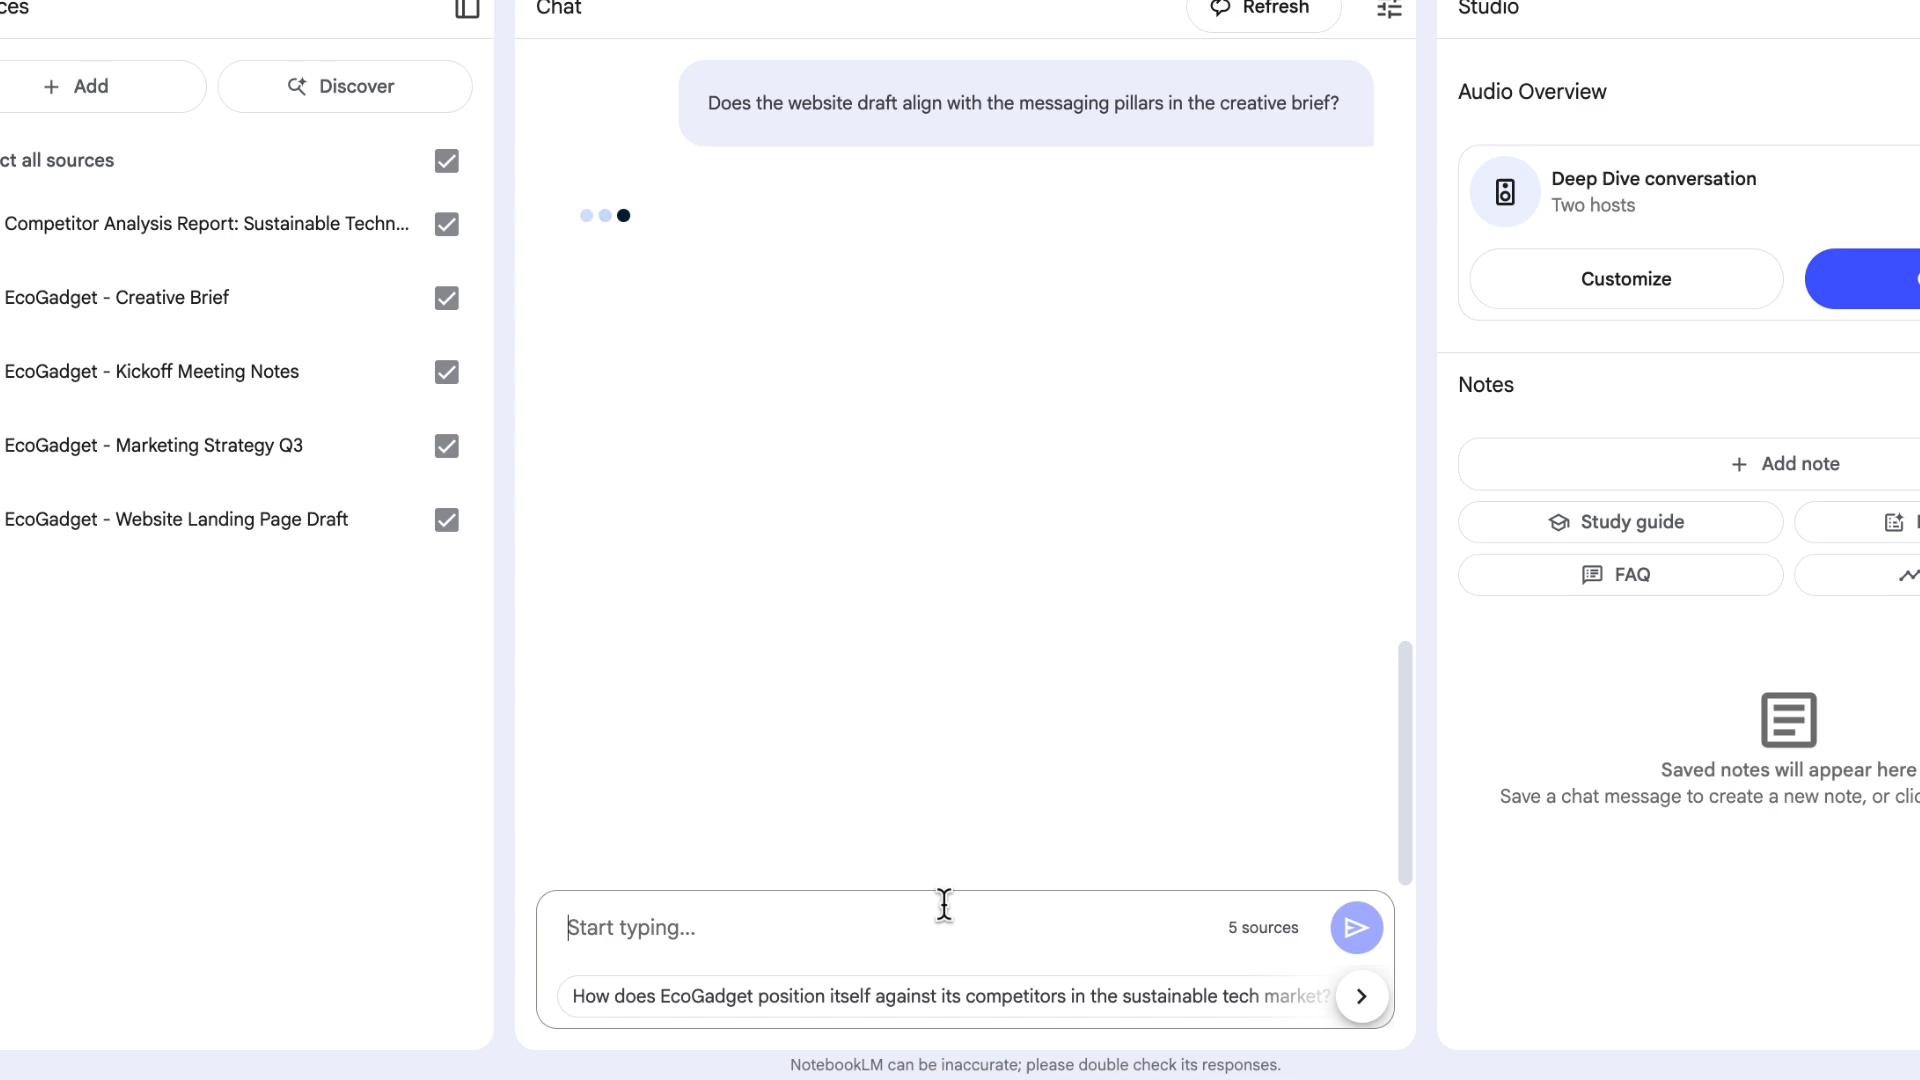 ces
Add
Discover
ct all sources
Competitor Analysis Report: Sustainable Techn...
EcoGadget - Creative Brief
EcoGadget - Kickoff Meeting Notes
EcoGadget - Marketing Strategy Q3
EcoGadget - Website Landing Page Draft
Chat
Refresh
Does the website draft align with the messaging pillars in the creative brief?
Start typing...
5 sources
How does EcoGadget position itself against its competitors in the sustainable tech market?
NotebookLM can be inaccurate; please double check its responses.
Studio
Audio Overview
Deep Dive conversation
Two hosts
Customize
Notes
Add note
Study guide
FAQ
Saved notes will appear here
Save a chat message to create a new note, or clic